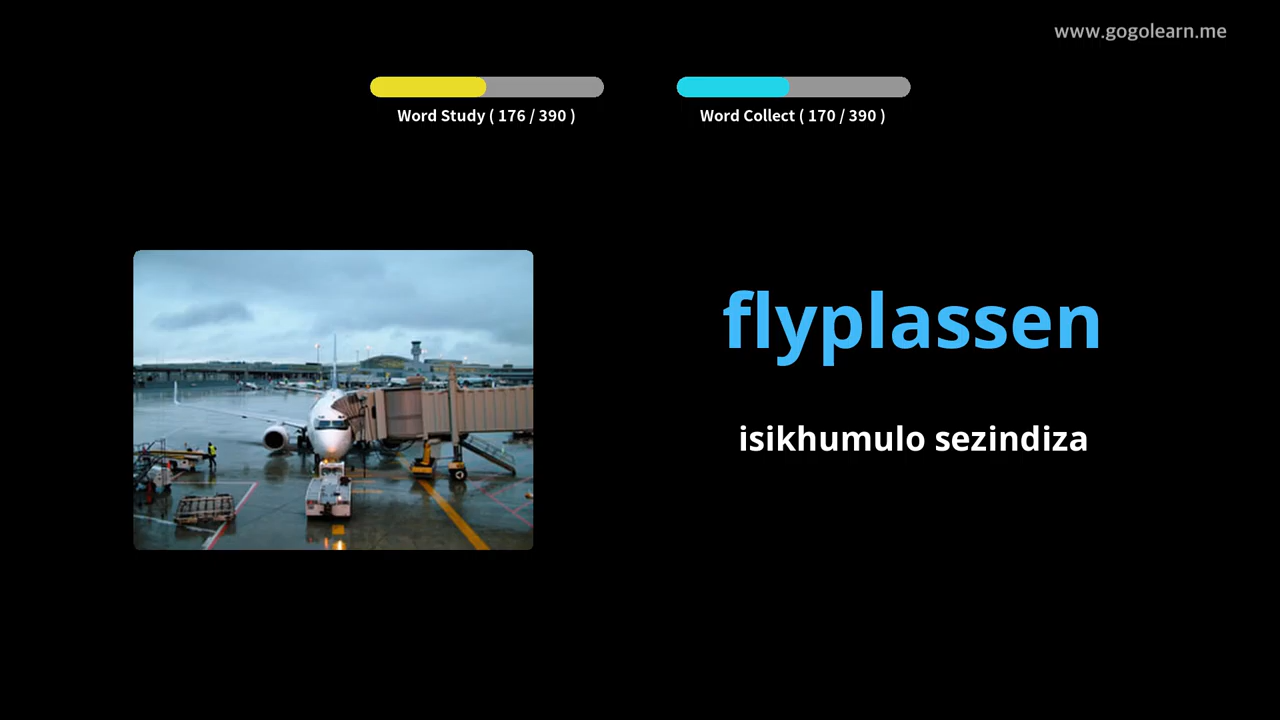 www.gogolearn.me
Word Study ( 176 / 390 )
Word Collect ( 170 / 390 )
flyplassen
isikhumulo sezindiza